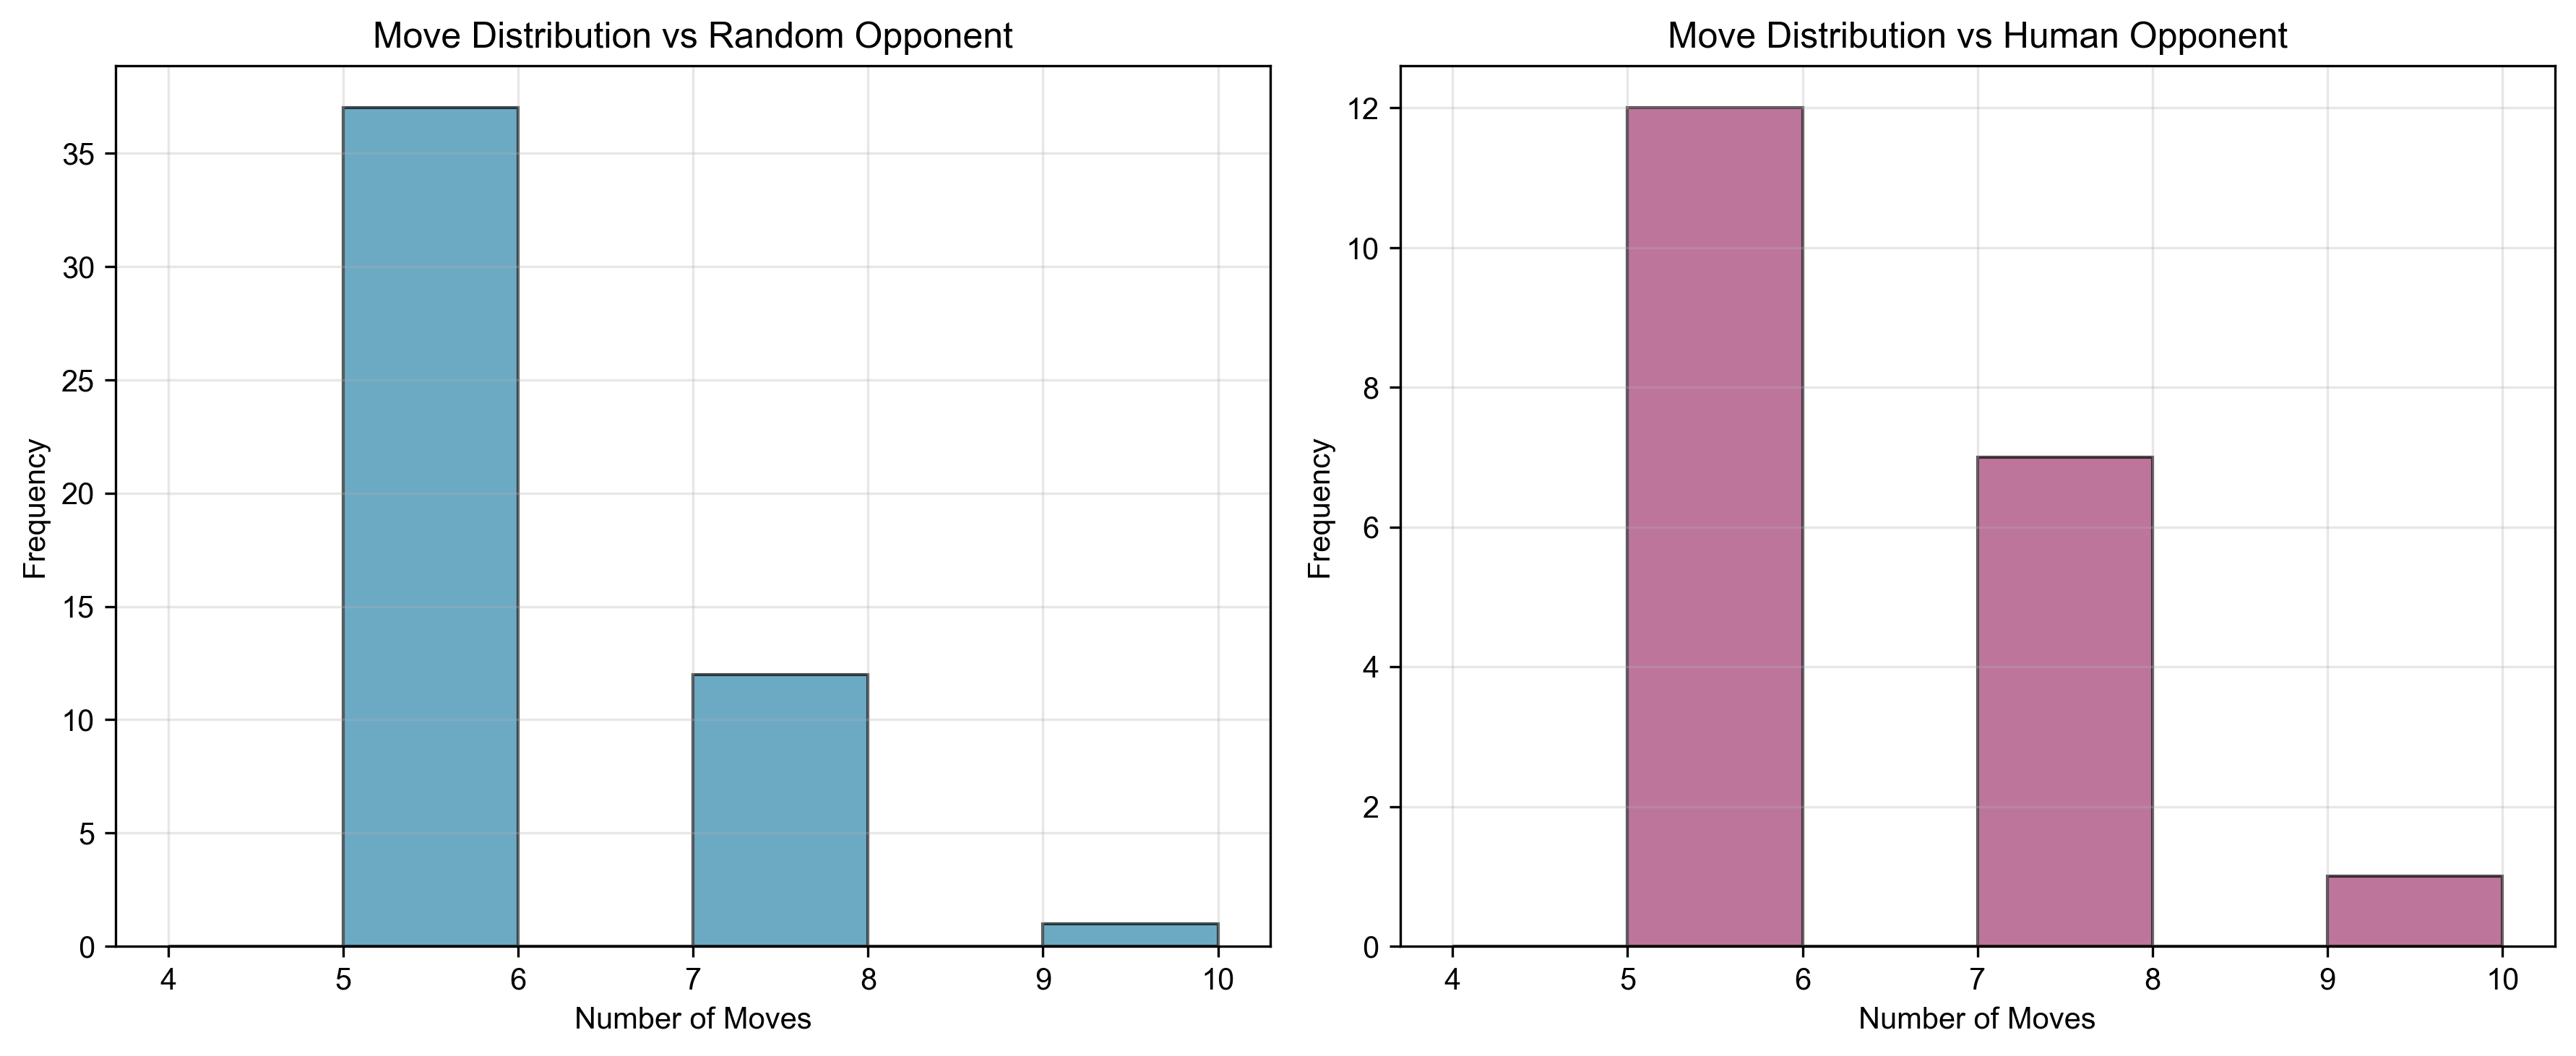 Move Distribution vs Random Opponent
35
30
25
20
15
10
5
0
Frequency
4 5 6 7 8 9 10
Number of Moves
Move Distribution vs Human Opponent
12
10
8
6
4
2
0
Frequency
4 5 6 7 8 9 10
Number of Moves